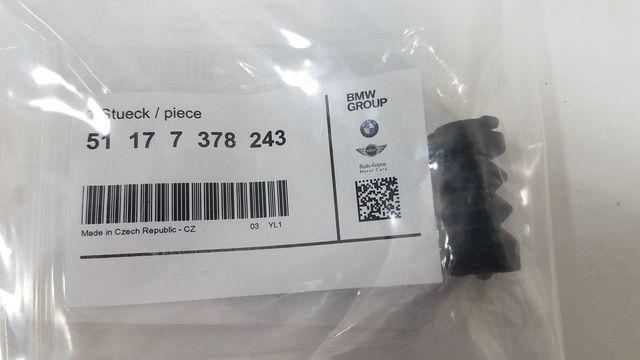 Stueck / piece
51 17 7 378 243
Made in Czech Republic - CZ
03 YL1
BMW
GROUP
Rolls-Royce
Motor Cars